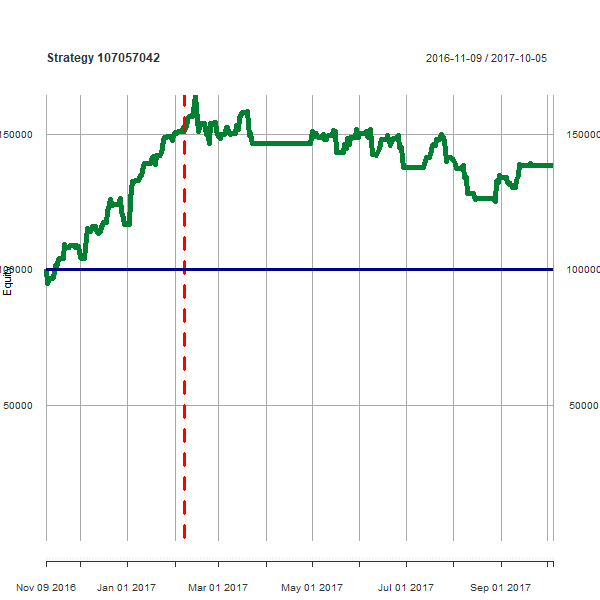 Strategy 107057042
2016-11-09 / 2017-10-05
150000
150000
100000
100000
Equity
50000
50000
Nov 09 2016
Jan 01 2017
Mar 01 2017
May 01 2017
Jul 01 2017
Sep 01 2017